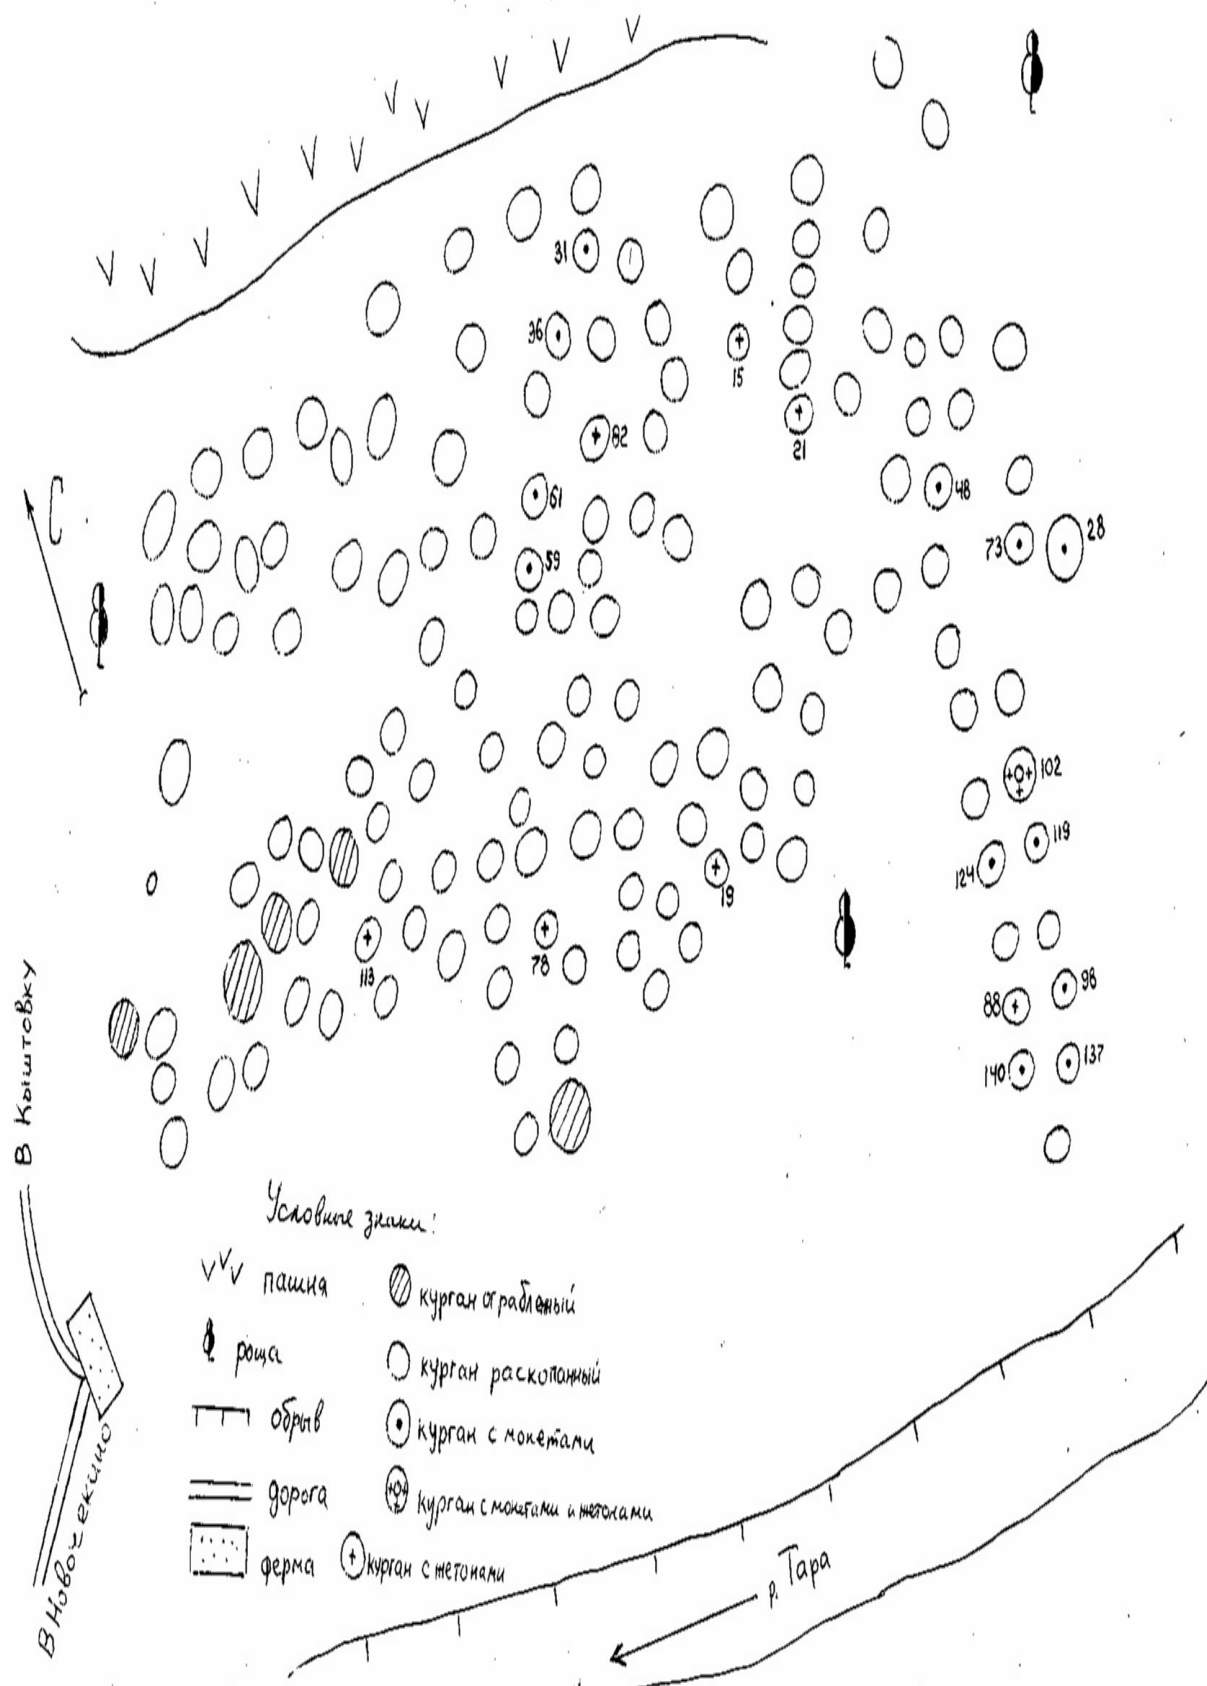 31
36
15
82
21
61
48
59
73
28
С
102
119
124
19
113
78
98
88
140
137
В Кыштовку
Условные знаки:
пашня
курган ограбленый
роща
курган раскопанный
обрыв
курган с монетами
дорога
курган с монетами и жетонами
ферма
курган с жетонами
В Новочекино
р. Тара